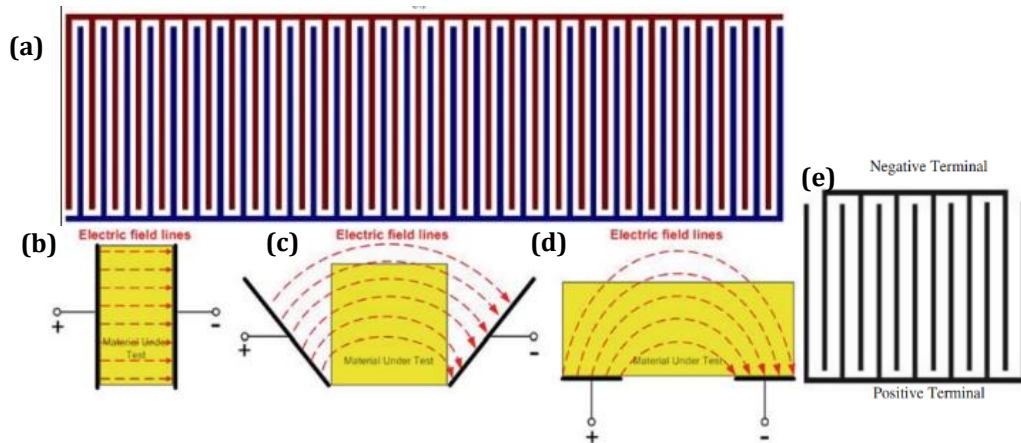 (a)
Negative Terminal
(e)
(b)
Electric field lines
(c)
Electric field lines
(d)
Electric field lines
+
-
Material Under
Test
+
-
Material Under Test
Material Under Test
+
-
Positive Terminal